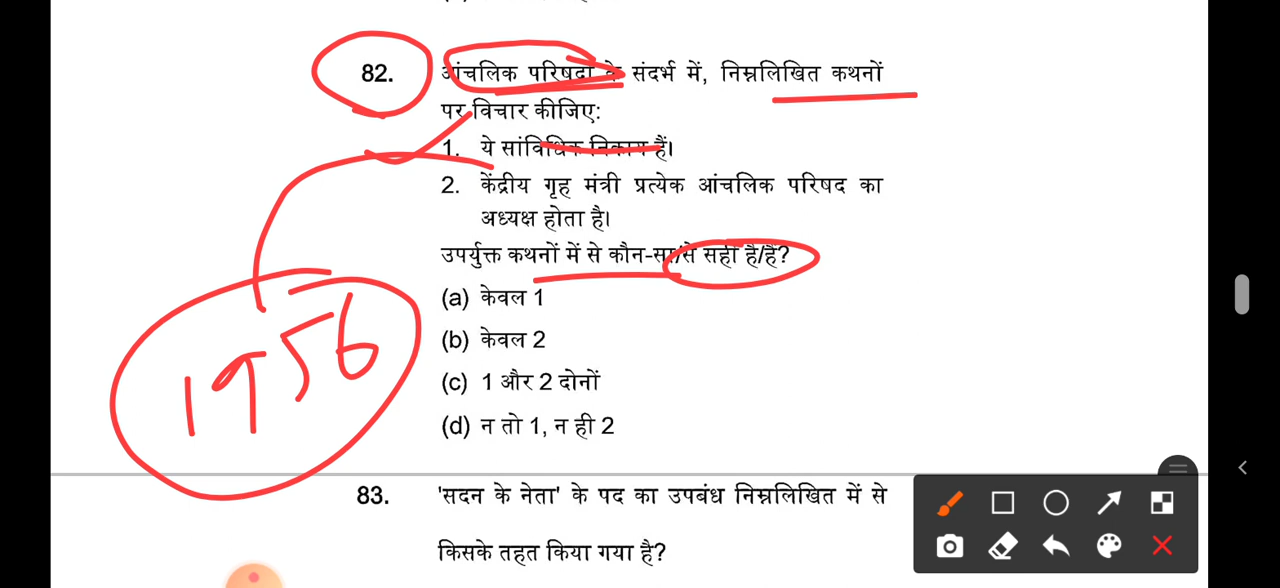 82. आंचलिक परिषदों के संदर्भ में, निम्नलिखित कथनों
पर विचार कीजिए:
1. ये सांविधिक निकाय हैं।
2. केंद्रीय गृह मंत्री प्रत्येक आंचलिक परिषद का
अध्यक्ष होता है।
उपर्युक्त कथनों में से कौन-सा/से सही है/हैं?
(a) केवल 1
(b) केवल 2
(c) 1 और 2 दोनों
(d) न तो 1, न ही 2
1956
83. 'सदन के नेता' के पद का उपबंध निम्नलिखित में से
किसके तहत किया गया है?